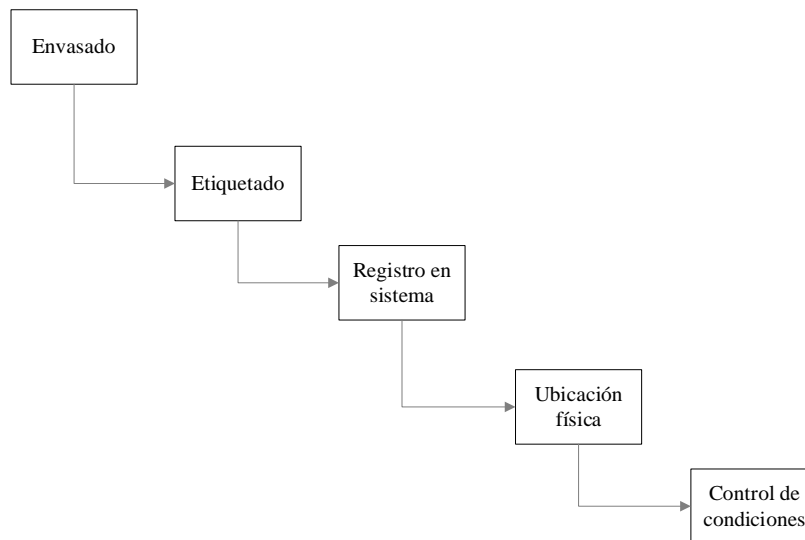 Envasado
Etiquetado
Registro en
sistema
Ubicación
física
Control de
condiciones